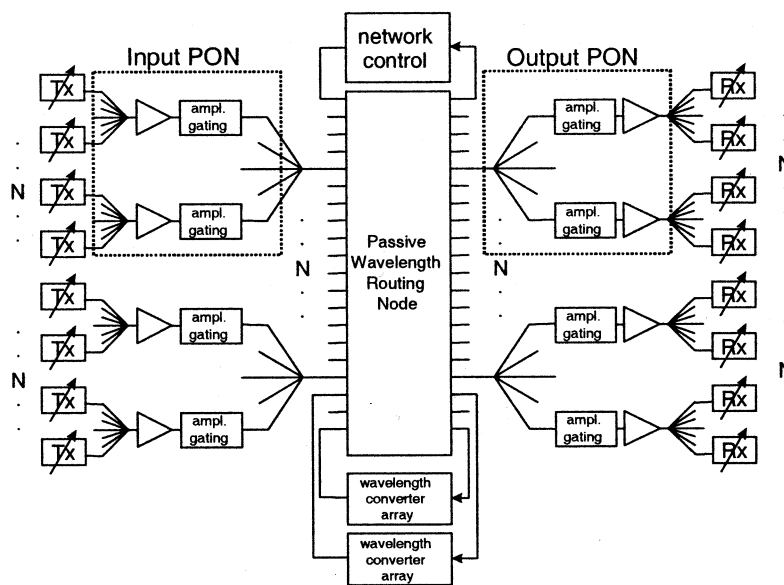 Input PON
network
control
Output PON
Tx
ampl.
gating
ampl.
gating
Rx
Tx
Rx
N
N
Tx
ampl.
gating
ampl.
gating
Rx
Tx
Rx
Passive
Wavelength
Routing
Node
N
N
Tx
ampl.
gating
ampl.
gating
Rx
Tx
Rx
N
N
Tx
ampl.
gating
ampl.
gating
Rx
Tx
Rx
wavelength
converter
array
wavelength
converter
array